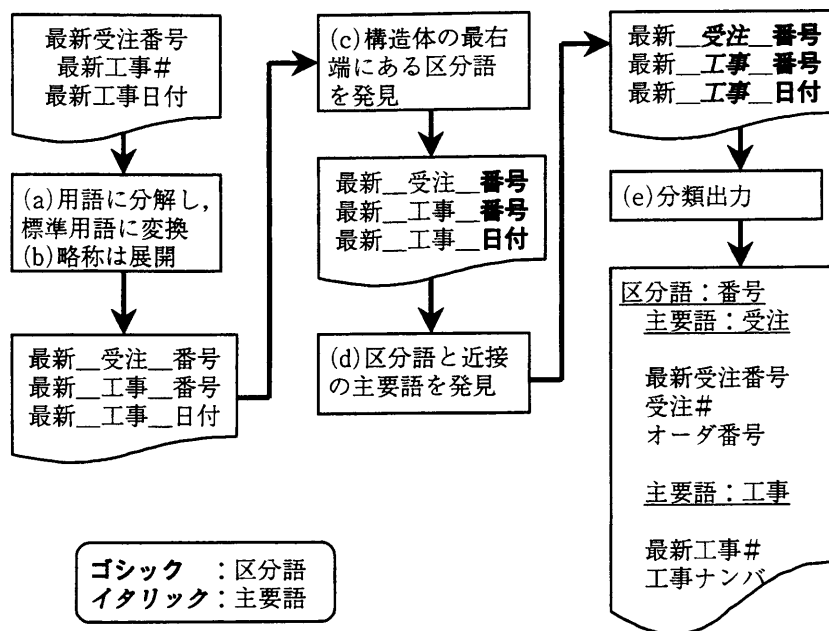 最新受注番号
最新工事#
最新工事日付
(a)用語に分解し,
標準用語に変換
(b)略称は展開
最新__受注__番号
最新__工事__番号
最新__工事__日付
(c)構造体の最右
端にある区分語
を発見
最新__受注__番号
最新__工事__番号
最新__工事__日付
(d)区分語と近接
の主要語を発見
最新__受注__番号
最新__工事__番号
最新__工事__日付
(e)分類出力
区分語：番号
主要語：受注
最新受注番号
受注#
オーダ番号
主要語：工事
最新工事#
工事ナンバ
ゴシック ：区分語
イタリック：主要語